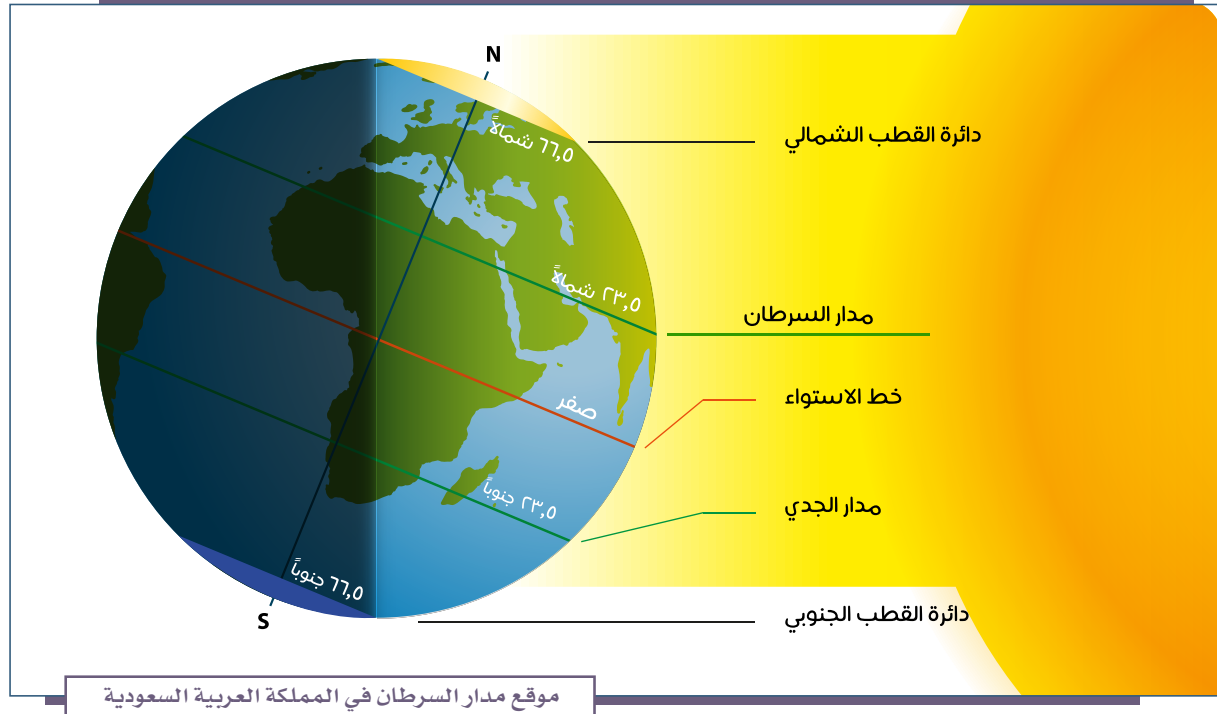 N
دائرة القطب الشمالي
٦٦,٥ شمالاً
٢٣,٥ شمالاً
مدار السرطان
خط الاستواء
صفر
مدار الجدي
٢٣,٥ جنوباً
٦٦,٥ جنوباً
دائرة القطب الجنوبي
S
موقع مدار السرطان في المملكة العربية السعودية